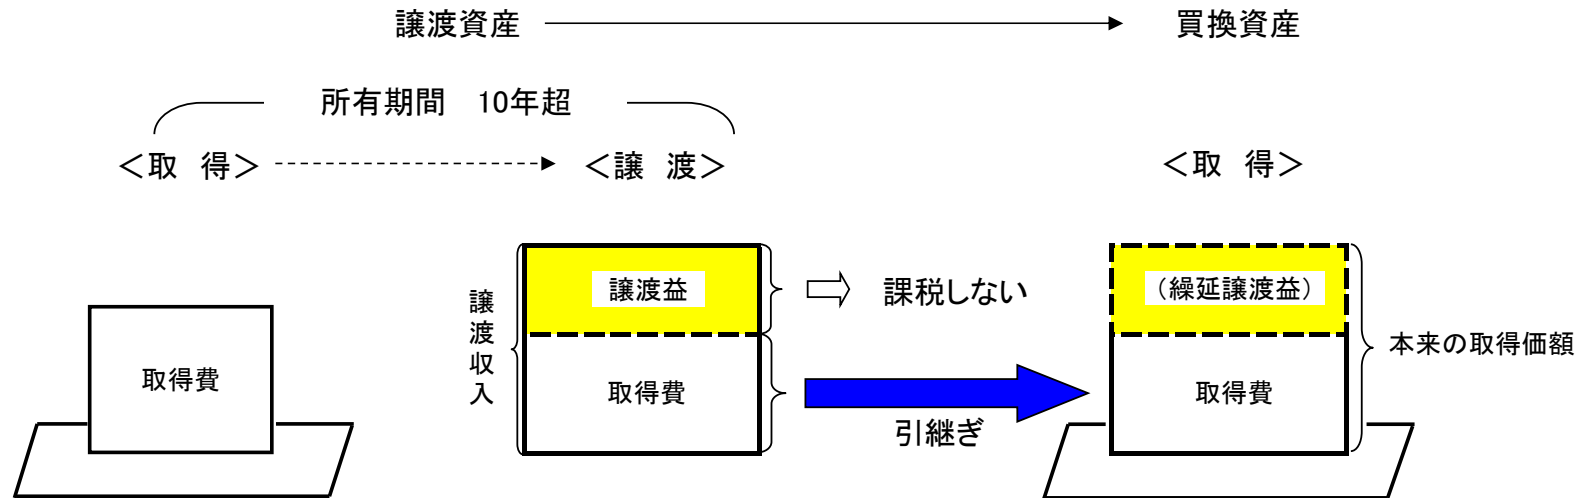 譲渡資産
買換資産
所有期間　10年超
＜取　得＞
＜譲　渡＞
＜取　得＞
取得費
譲渡収入
譲渡益
取得費
課税しない
引継ぎ
（繰延譲渡益）
取得費
本来の取得価額